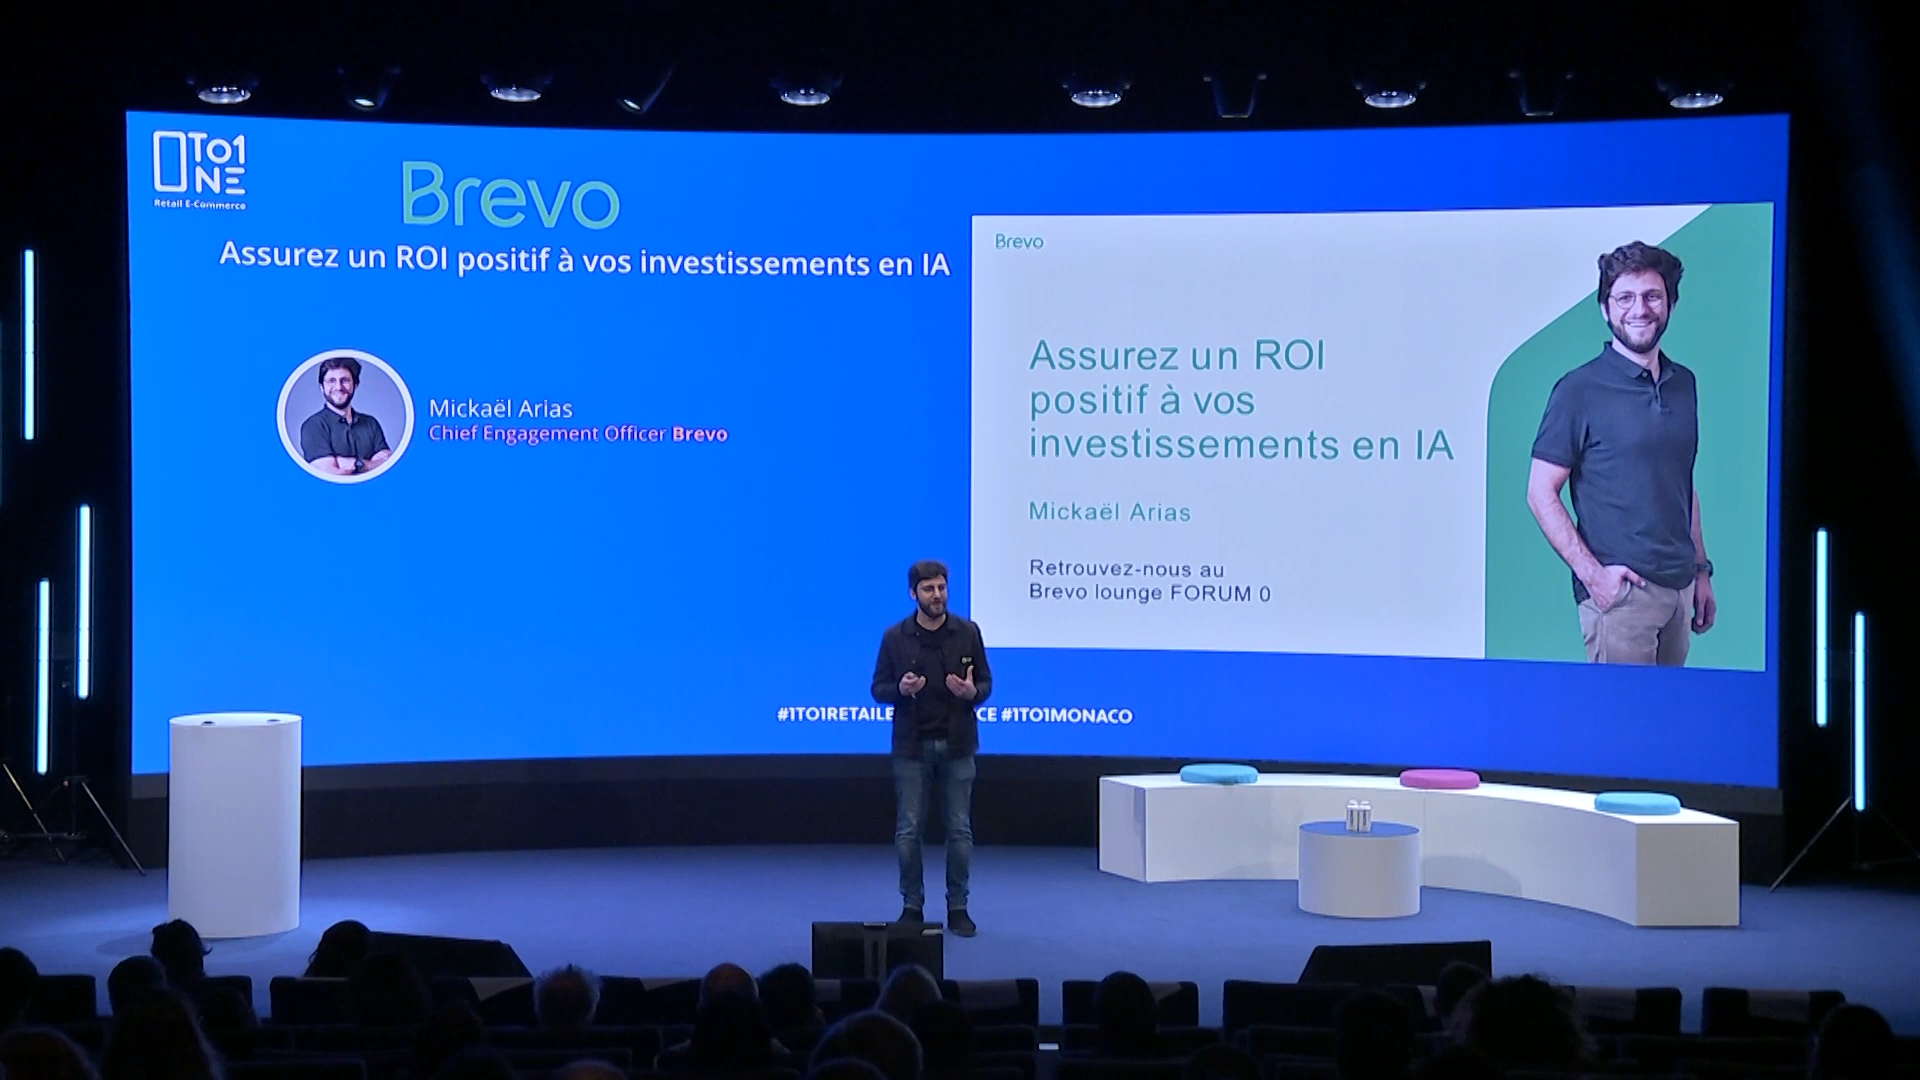 1To1
ONE
Retail E-Commerce
Brevo
Assurez un ROI positif à vos investissements en IA
Mickaël Arias
Chief Engagement Officer Brevo
Brevo
Assurez un ROI
positif à vos
investissements en IA
Mickaël Arias
Retrouvez-nous au
Brevo lounge FORUM 0
#1TO1RETAILE CE #1TO1MONACO